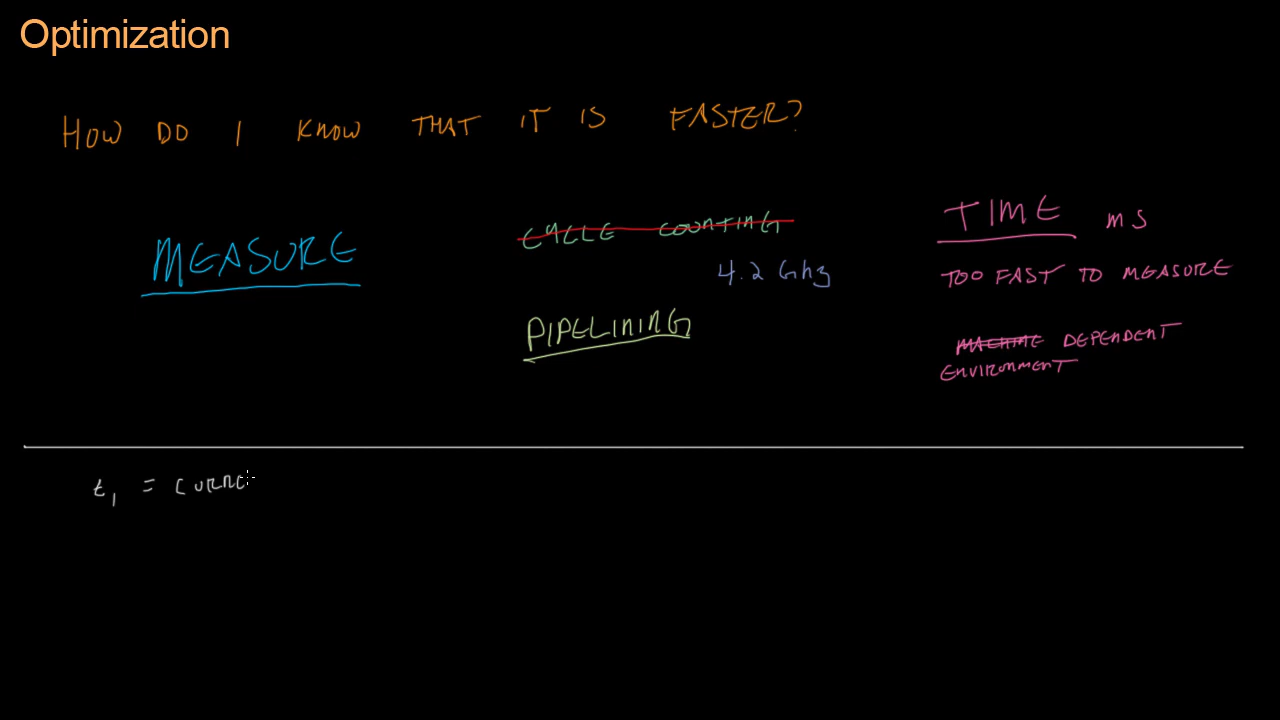 Optimization
HOW DO I KNOW THAT IT IS FASTER?
MEASURE
CYCLE COUNTING
4.2 Ghz
PIPELINING
TIME ms
TOO FAST TO MEASURE
MACHINE DEPENDENT
ENVIRONMENT
t1 = CURRE